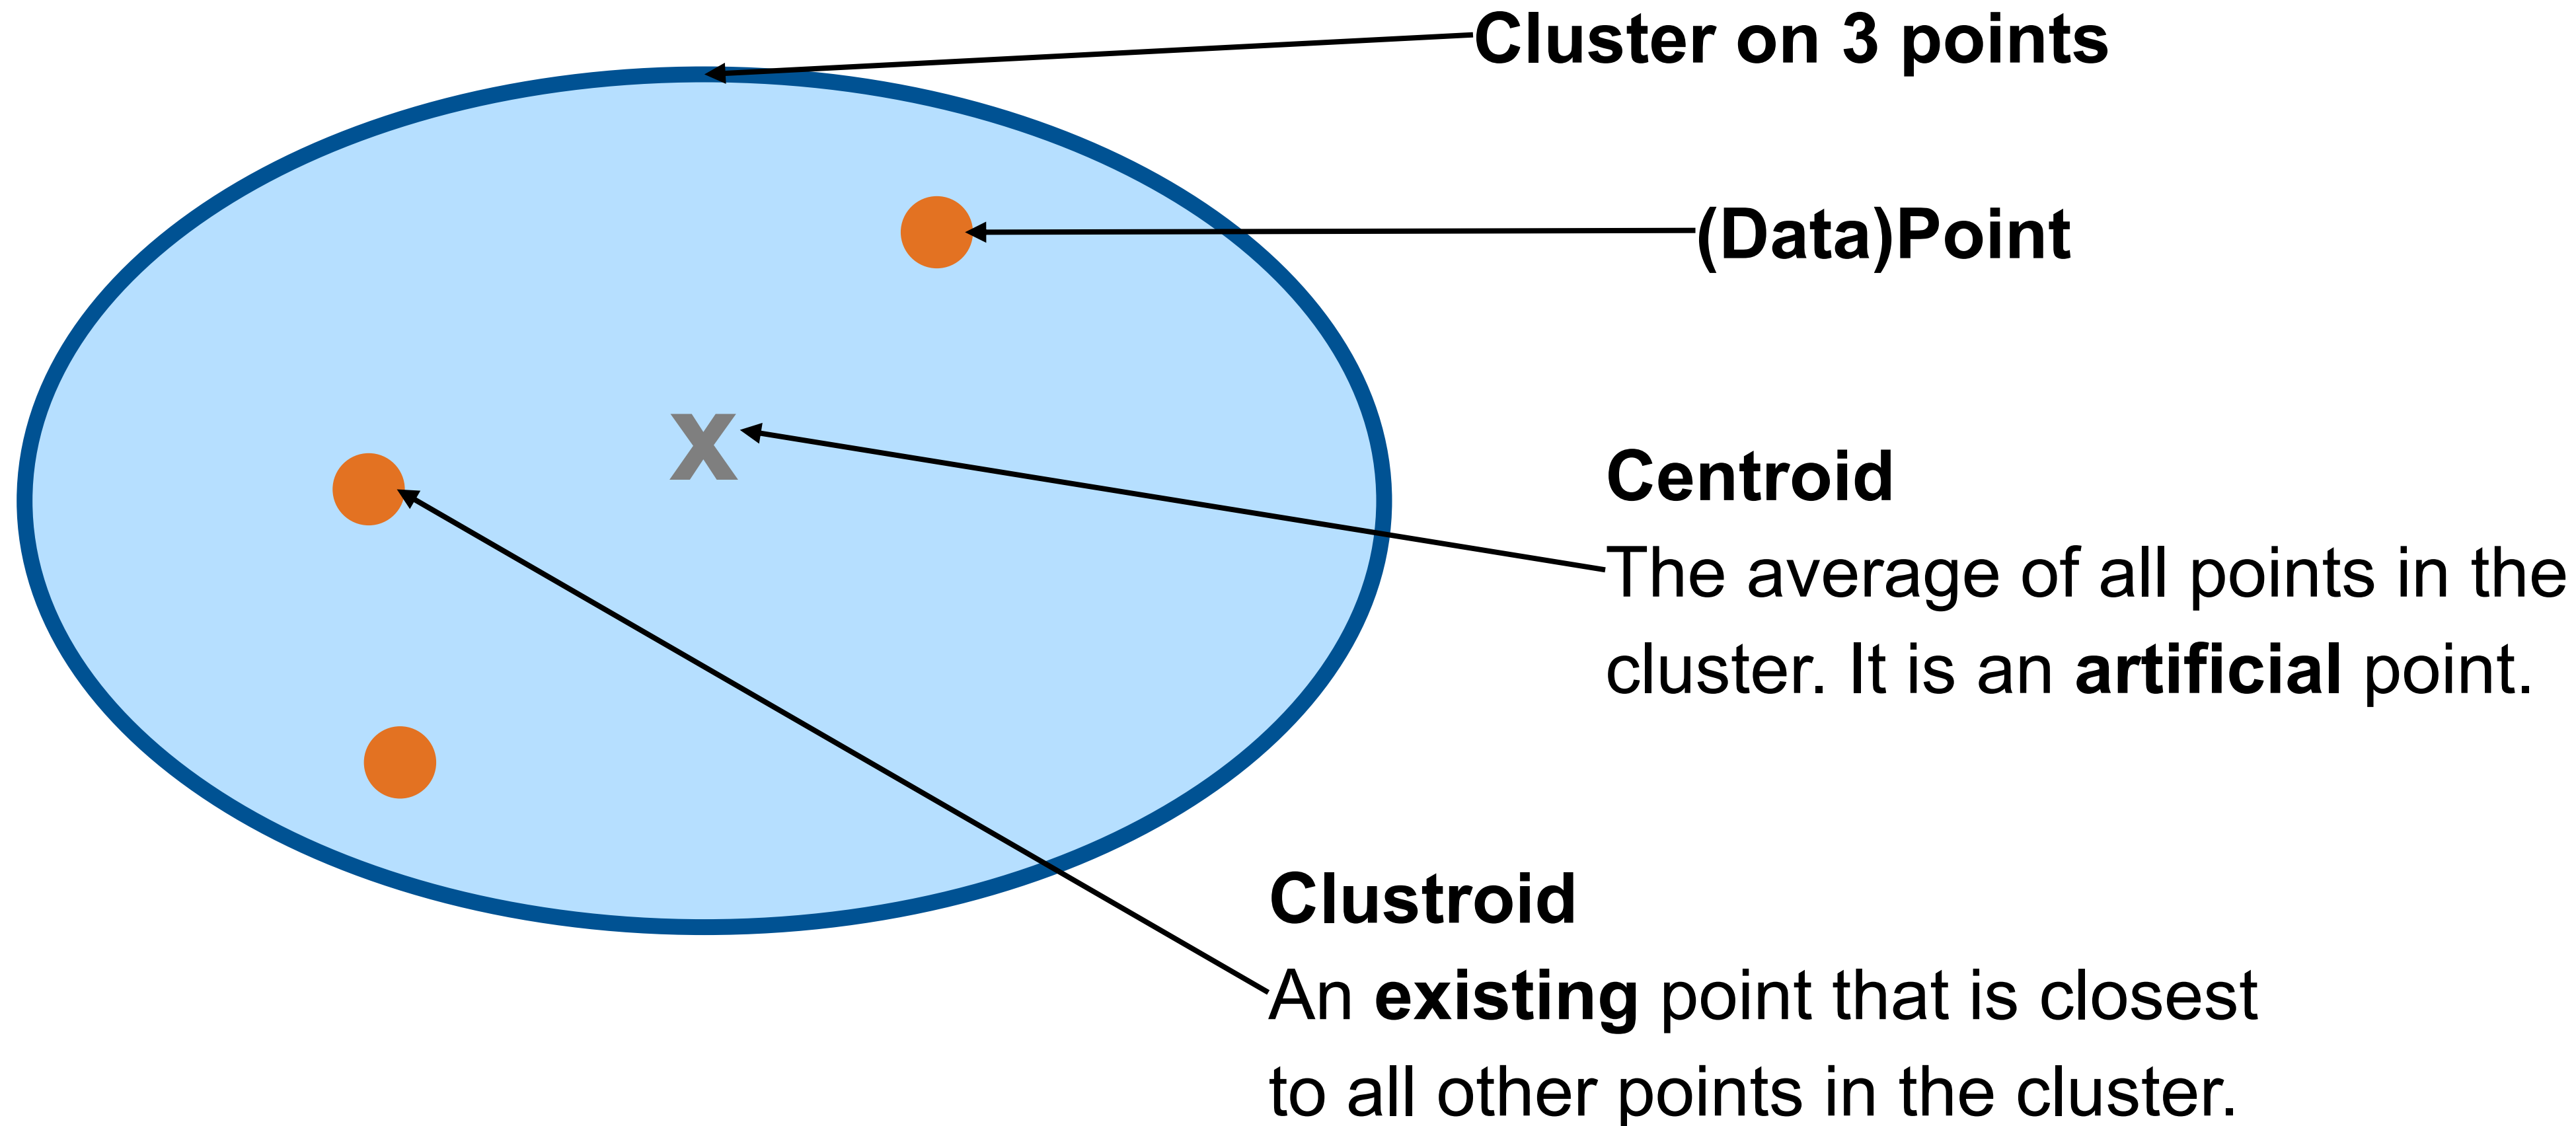 Cluster on 3 points
(Data)Point
x
Centroid
The average of all points in the
cluster. It is an artificial point.
Clustroid
An existing point that is closest
to all other points in the cluster.